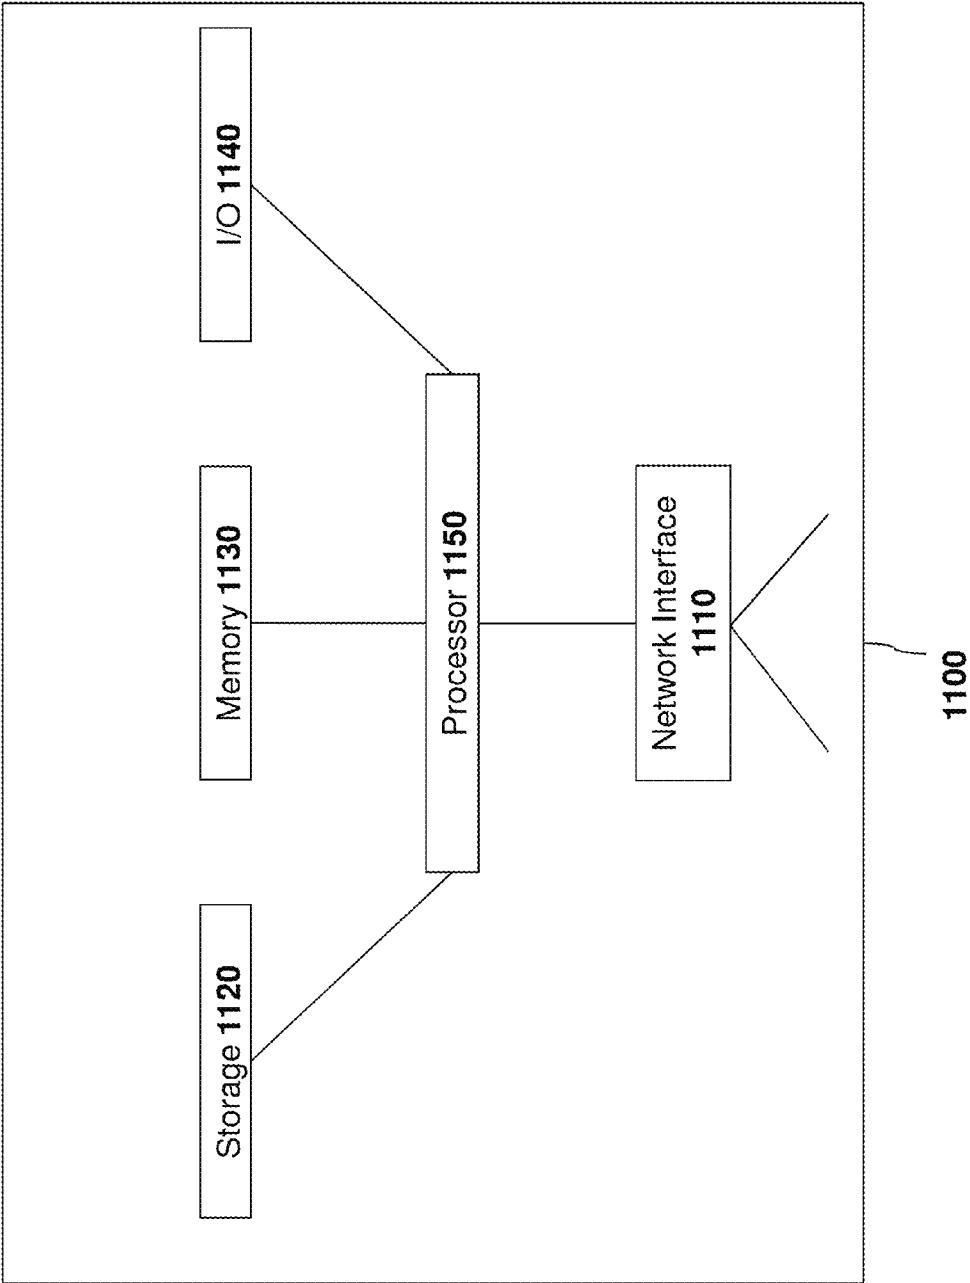 Storage 1120
Memory 1130
I/O 1140
Processor 1150
Network Interface
1110
1100